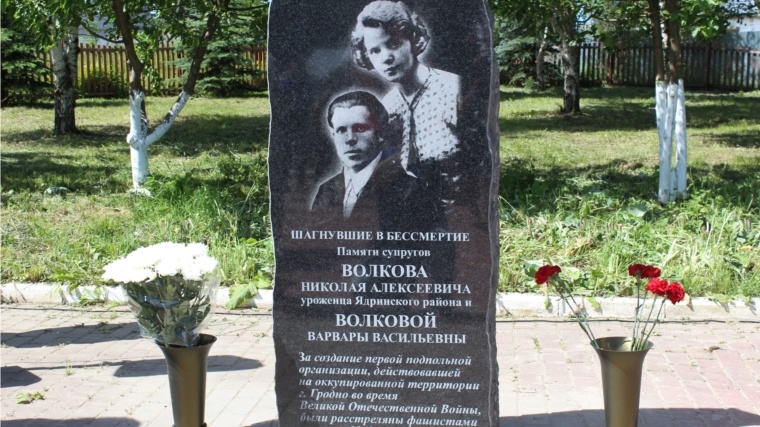 ШАГНУВШИЕ В БЕССМЕРТИЕ
Памяти супругов
ВОЛКОВА
НИКОЛАЯ АЛЕКСЕЕВИЧА
уроженца Ядринского района и
ВОЛКОВОЙ
ВАРВАРЫ ВАСИЛЬЕВНЫ
За создание первой подпольной
организации, действовавшей
на оккупированной территории
г. Гродно во время
Великой Отечественной Войны,
были расстреляны фашистами